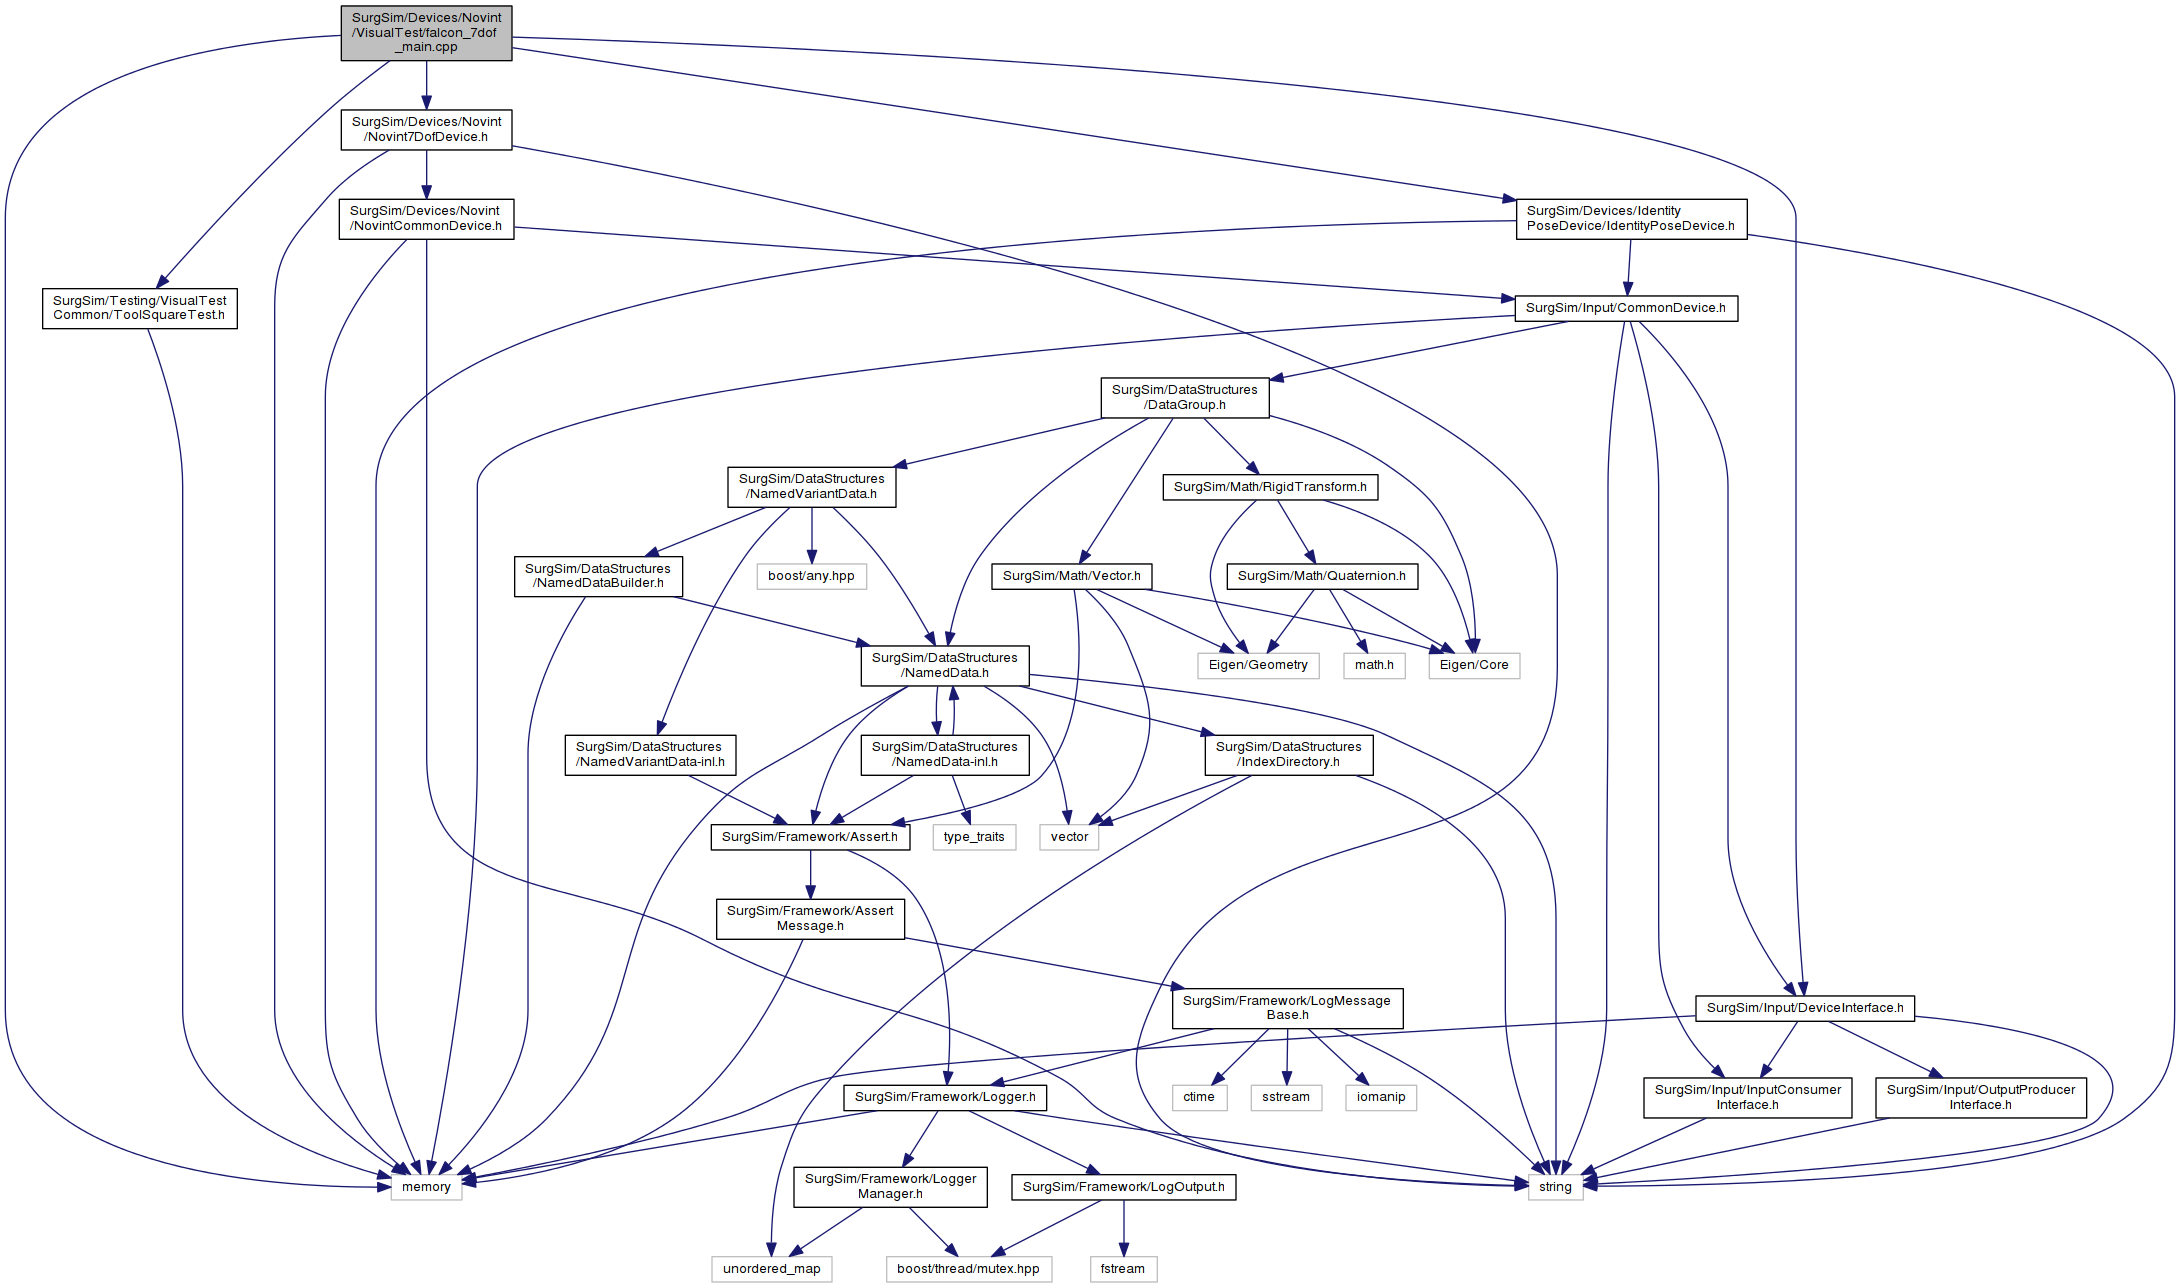 SurgSim/Devices/Novint
/VisualTest/falcon_7dof
_main.cpp
SurgSim/Devices/Novint
/Novint7DofDevice.h
SurgSim/Devices/Novint
/NovintCommonDevice.h
SurgSim/Devices/Identity
PoseDevice/IdentityPoseDevice.h
SurgSim/Testing/VisualTest
Common/ToolSquareTest.h
SurgSim/Input/CommonDevice.h
SurgSim/DataStructures
/DataGroup.h
SurgSim/DataStructures
/NamedVariantData.h
SurgSim/Math/RigidTransform.h
SurgSim/DataStructures
/NamedDataBuilder.h
boost/any.hpp
SurgSim/Math/Vector.h
SurgSim/Math/Quaternion.h
SurgSim/DataStructures
/NamedData.h
Eigen/Geometry
math.h
Eigen/Core
SurgSim/DataStructures
/NamedVariantData-inl.h
SurgSim/DataStructures
/NamedData-inl.h
SurgSim/DataStructures
/IndexDirectory.h
SurgSim/Framework/Assert.h
type_traits
vector
SurgSim/Framework/Assert
Message.h
SurgSim/Framework/LogMessage
Base.h
SurgSim/Input/DeviceInterface.h
SurgSim/Framework/Logger.h
ctime
sstream
iomanip
SurgSim/Input/InputConsumer
Interface.h
SurgSim/Input/OutputProducer
Interface.h
memory
SurgSim/Framework/Logger
Manager.h
SurgSim/Framework/LogOutput.h
string
unordered_map
boost/thread/mutex.hpp
fstream